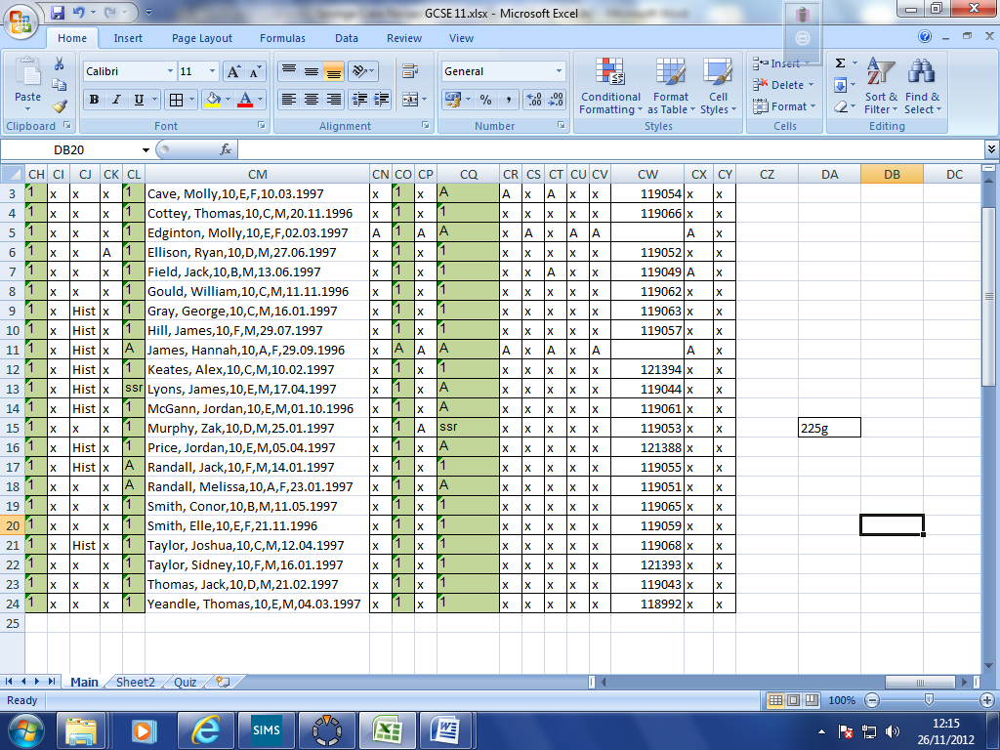 GCSE 11.xlsx - Microsoft Excel
Home Insert Page Layout Formulas Data Review View
Paste Calibri 11 General Conditional Formatting Format as Table Cell Styles Insert Delete Format Sort & Filter Find & Select
Clipboard Font Alignment Number Styles Cells Editing
DB20 fx
CH CI CJ CK CL CM CN CO CP CQ CR CS CT CU CV CW CX CY CZ DA DB DC
3 1 x x x 1 Cave, Molly,10,E,F,10.03.1997 x 1 x A A x A x x 119054 x x
4 1 x x x 1 Cottey, Thomas,10,C,M,20.11.1996 x 1 x 1 x x x x x 119066 x x
5 1 x x x 1 Edginton, Molly,10,E,F,02.03.1997 A 1 A A x A x A A A x
6 1 x x A 1 Ellison, Ryan,10,D,M,27.06.1997 x 1 x 1 x x x x x 119052 x x
7 1 x x x 1 Field, Jack,10,B,M,13.06.1997 x 1 x 1 x x A x x 119049 A x
8 1 x x x 1 Gould, William,10,C,M,11.11.1996 x 1 x 1 x x x x x 119062 x x
9 1 x Hist x 1 Gray, George,10,C,M,16.01.1997 x 1 x 1 x x x x x 119063 x x
10 1 x Hist x 1 Hill, James,10,F,M,29.07.1997 x 1 x 1 x x x x x 119057 x x
11 1 x Hist x A James, Hannah,10,A,F,29.09.1996 x A A A A x A x A A x
12 1 x Hist x 1 Keates, Alex,10,C,M,10.02.1997 x 1 x 1 x x x x x 121394 x x
13 1 x Hist x ssr Lyons, James,10,E,M,17.04.1997 x 1 x A x x x x x 119044 x x
14 1 x Hist x 1 McGann, Jordan,10,E,M,01.10.1996 x 1 x A x x x x x 119061 x x
15 1 x x x 1 Murphy, Zak,10,D,M,25.01.1997 x 1 A ssr x x x x x 119053 x x 225g
16 1 x Hist x 1 Price, Jordan,10,E,M,05.04.1997 x 1 x A x x x x x 121388 x x
17 1 x Hist x A Randall, Jack,10,F,M,14.01.1997 x 1 x A x x x x x 119055 x x
18 1 x x x A Randall, Melissa,10,A,F,23.01.1997 x 1 x A x x x x x 119051 x x
19 1 x x x 1 Smith, Conor,10,B,M,11.05.1997 x 1 x 1 x x x x x 119065 x x
20 1 x x x 1 Smith, Elle,10,E,F,21.11.1996 x 1 x 1 x x x x x 119059 x x
21 1 x Hist x 1 Taylor, Joshua,10,C,M,12.04.1997 x 1 x 1 x x x x x 119068 x x
22 1 x x x 1 Taylor, Sidney,10,F,M,16.01.1997 x 1 x 1 x x x x x 121393 x x
23 1 x x x 1 Thomas, Jack,10,D,M,21.02.1997 x 1 x 1 x x x x x 119043 x x
24 1 x x x 1 Yeandle, Thomas,10,E,M,04.03.1997 x 1 x 1 x x x x x 118992 x x
25
Main Sheet2 Quiz
Ready 100%
SIMS 12:15
26/11/2012